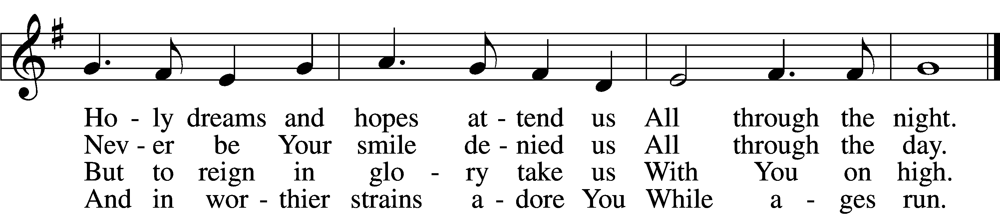 Ho - ly dreams and hopes at - tend us All through the night.
Nev - er be Your smile de - nied us All through the day.
But to reign in glo - ry take us With You on high.
And in wor - thier strains a - dore You While a - ges run.